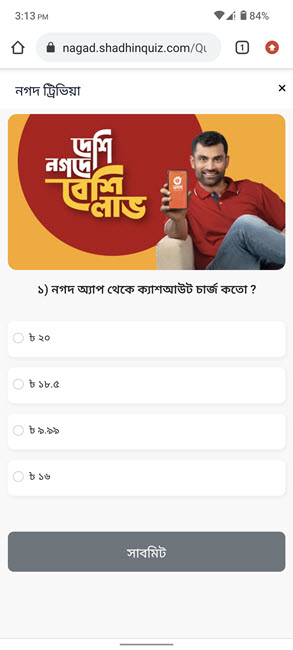 3:13 PM
84%
nagad.shadhinquiz.com/Qu
1
নগদ ট্রিভিয়া
×
দেশি
নগদে
বেশি
লাভ
১) নগদ অ্যাপ থেকে ক্যাশআউট চার্জ কতো ?
৳ ২০
৳ ১৮.৫
৳ ৯.৯৯
৳ ১৬
সাবমিট